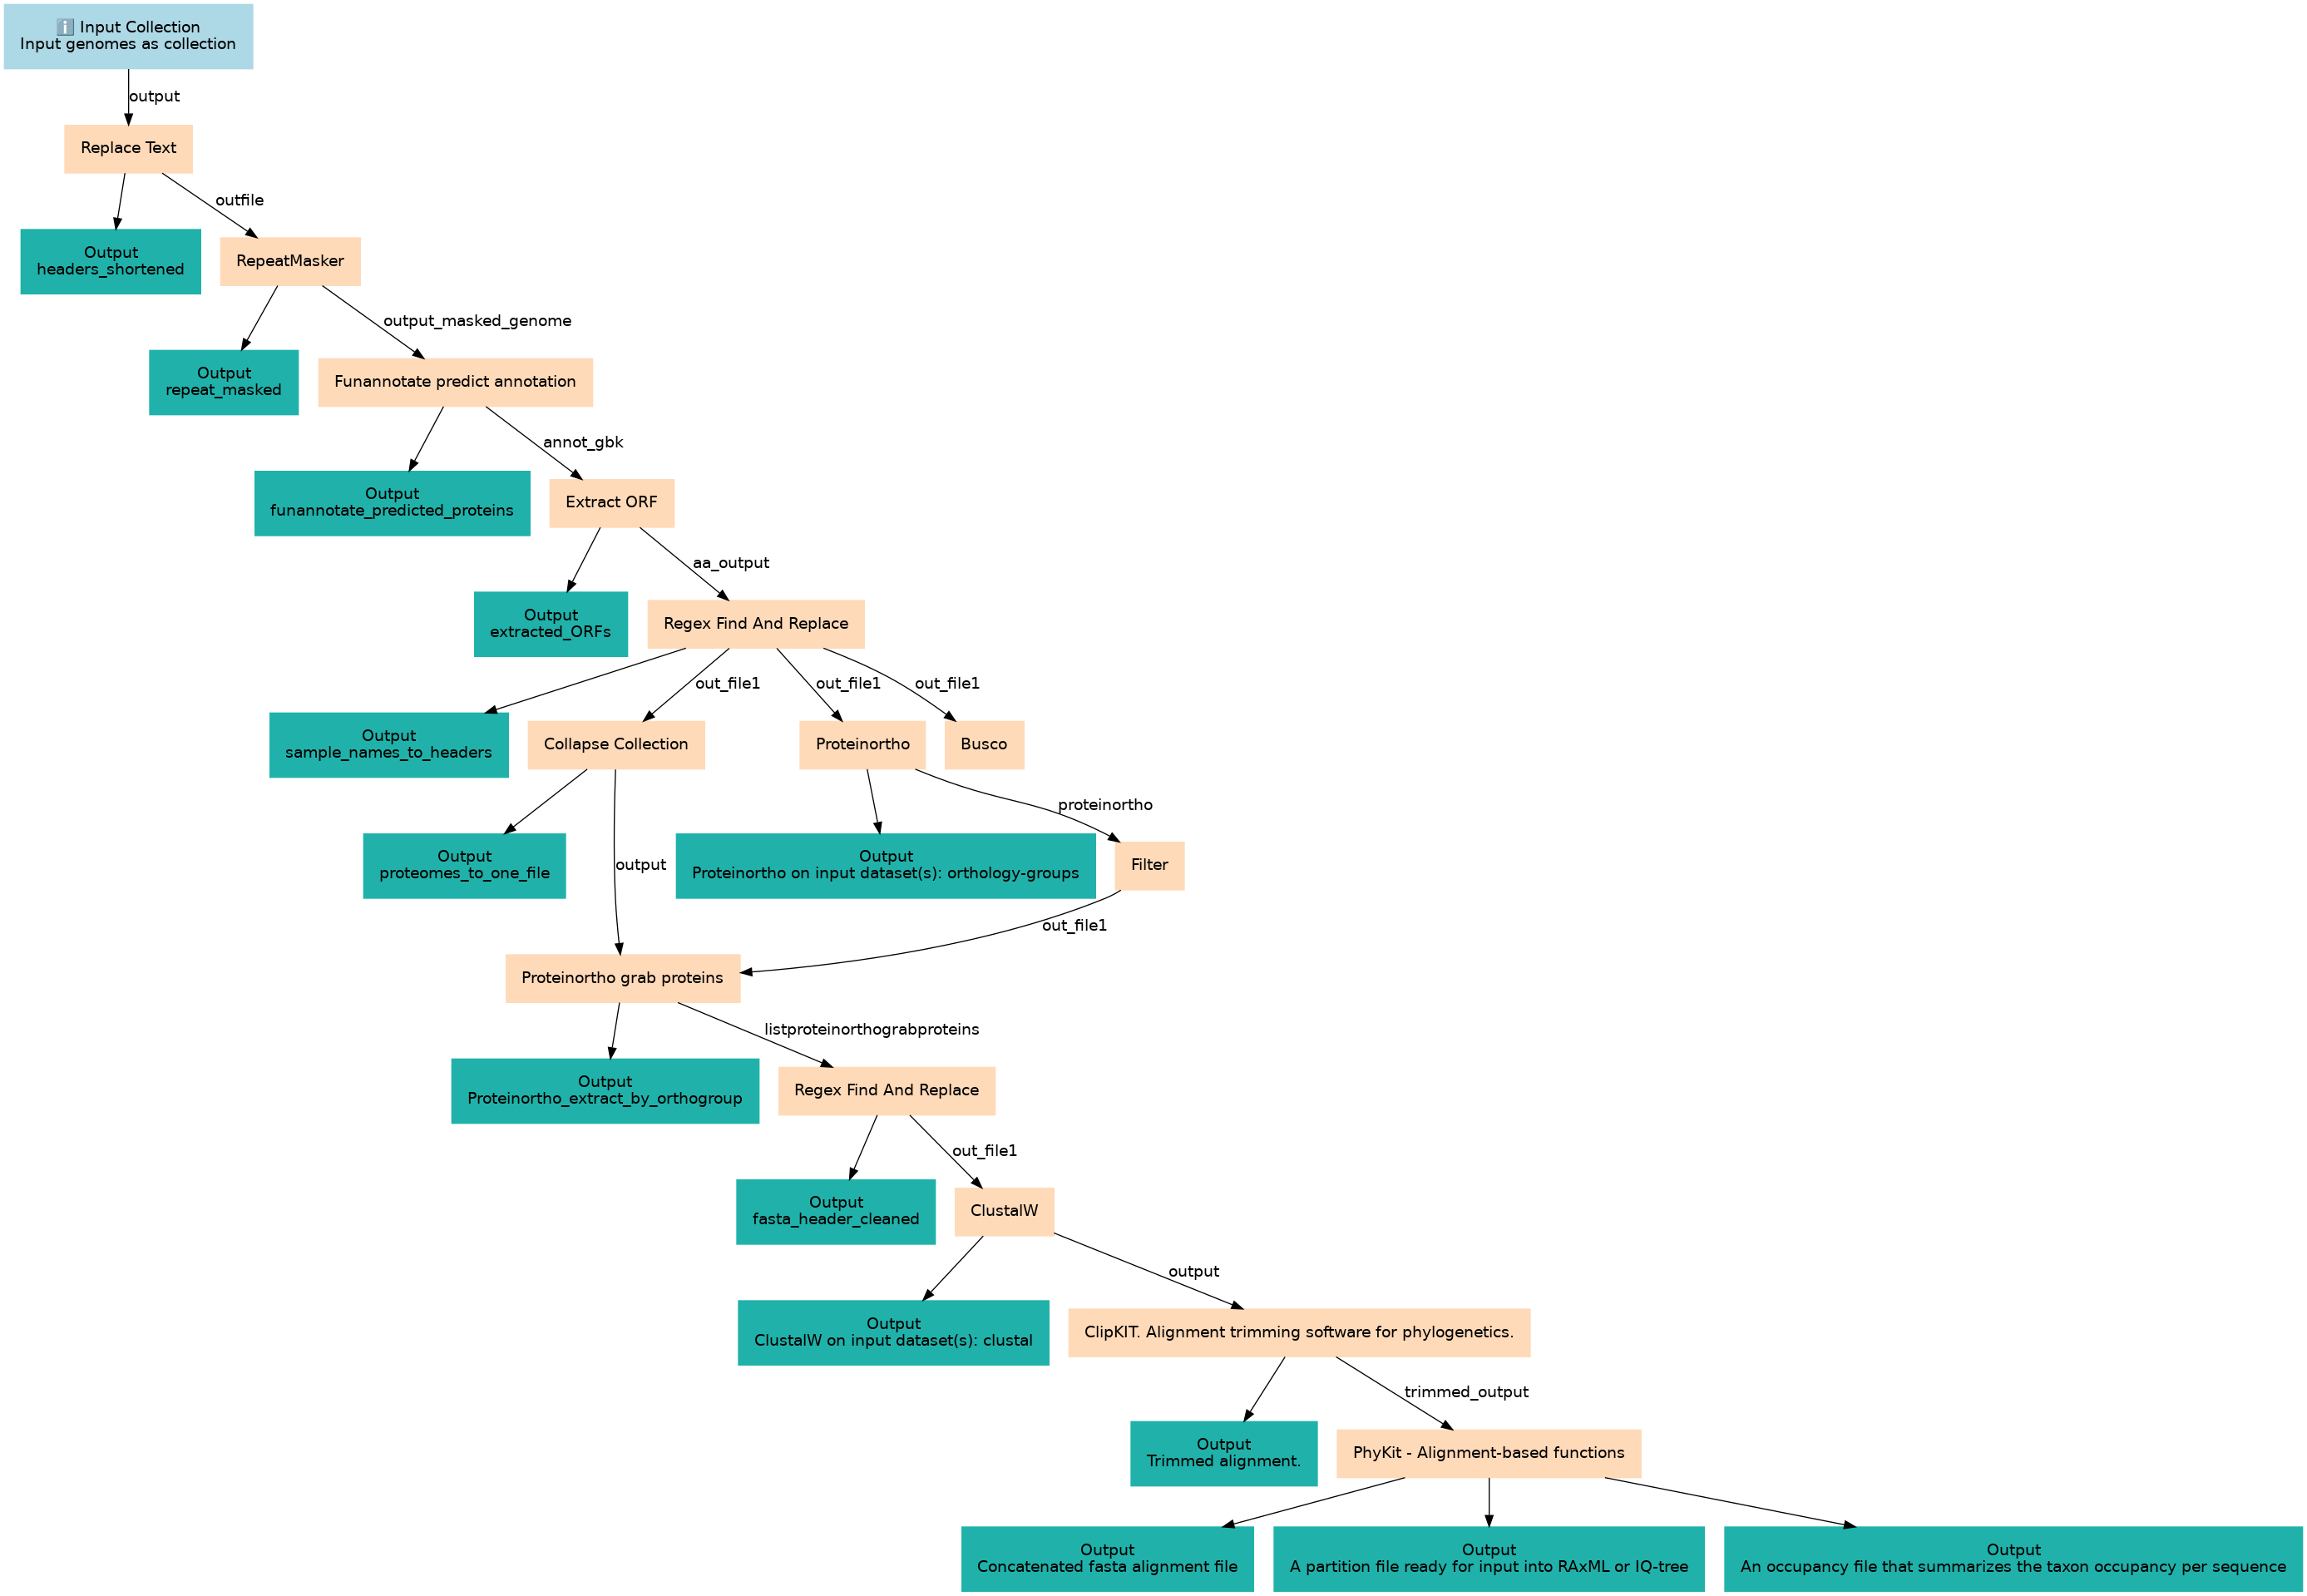 ℹ️ Input Collection
Input genomes as collection
output
Replace Text
outfile
Output
headers_shortened
RepeatMasker
output_masked_genome
Output
repeat_masked
Funannotate predict annotation
annot_gbk
Output
funannotate_predicted_proteins
Extract ORF
aa_output
Output
extracted_ORFs
Regex Find And Replace
out_file1
out_file1
out_file1
Output
sample_names_to_headers
Collapse Collection
Proteinortho
Busco
proteinortho
Output
proteomes_to_one_file
output
Output
Proteinortho on input dataset(s): orthology-groups
Filter
out_file1
Proteinortho grab proteins
listproteinorthograbproteins
Output
Proteinortho_extract_by_orthogroup
Regex Find And Replace
out_file1
Output
fasta_header_cleaned
ClustalW
output
Output
ClustalW on input dataset(s): clustal
ClipKIT. Alignment trimming software for phylogenetics.
trimmed_output
Output
Trimmed alignment.
PhyKit - Alignment-based functions
Output
Concatenated fasta alignment file
Output
A partition file ready for input into RAxML or IQ-tree
Output
An occupancy file that summarizes the taxon occupancy per sequence